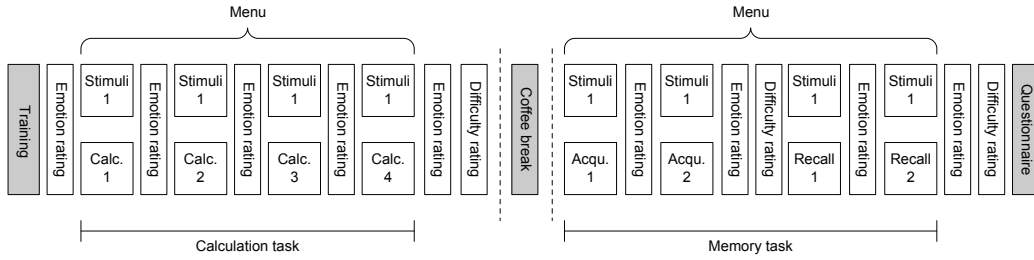 Menu
Menu
Training
Emotion rating
Stimuli
1
Calc.
1
Emotion rating
Stimuli
1
Calc.
2
Emotion rating
Stimuli
1
Calc.
3
Emotion rating
Stimuli
1
Calc.
4
Emotion rating
Difficulty rating
Coffee break
Stimuli
1
Acqu.
1
Emotion rating
Stimuli
1
Acqu.
2
Emotion rating
Difficulty rating
Stimuli
1
Recall
1
Emotion rating
Stimuli
1
Recall
2
Emotion rating
Difficulty rating
Questionnaire
Calculation task
Memory task